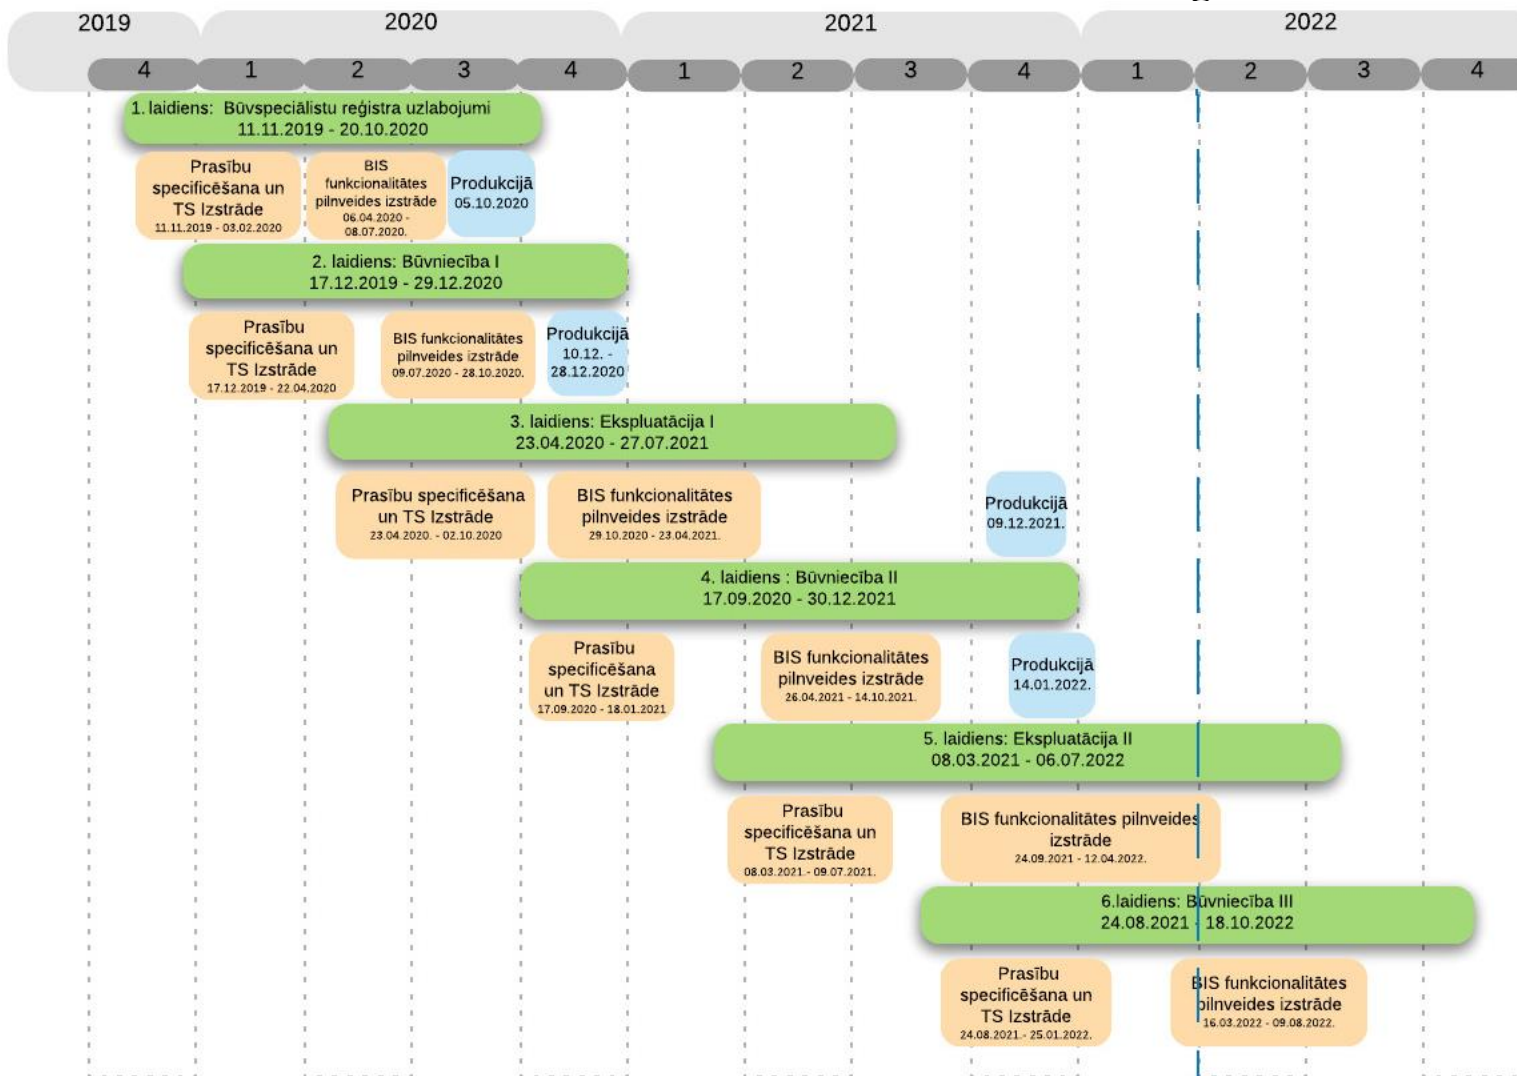 2019
2020
2021
2022
4
1
2
3
4
1
2
3
4
1
2
3
4
1. laidiens: Būvspeciālistu reģistra uzlabojumi
11.11.2019 - 20.10.2020
Prasību
specificēšana un
TS Izstrāde
11.11.2019 - 03.02.2020
BIS
funkcionalitātes
pilnveides izstrāde
06.04.2020 -
08.07.2020.
Produkcijā
05.10.2020
2. laidiens: Būvniecība I
17.12.2019 - 29.12.2020
Prasību
specificēšana un
TS Izstrāde
17.12.2019 - 22.04.2020
BIS funkcionalitātes
pilnveides izstrāde
09.07.2020 - 28.10.2020.
Produkcijā
10.12. -
28.12.2020
3. laidiens: Ekspluatācija I
23.04.2020 - 27.07.2021
Prasību specificēšana
un TS Izstrāde
23.04.2020. - 02.10.2020
BIS funkcionalitātes
pilnveides izstrāde
29.10.2020 - 23.04.2021.
Produkcijā
09.12.2021.
4. laidiens : Būvniecība II
17.09.2020 - 30.12.2021
Prasību
specificēšana
un TS Izstrāde
17.09.2020 - 18.01.2021
BIS funkcionalitātes
pilnveides izstrāde
26.04.2021 - 14.10.2021.
Produkcijā
14.01.2022.
5. laidiens: Ekspluatācija II
08.03.2021 - 06.07.2022
Prasību
specificēšana un
TS Izstrāde
08.03.2021.- 09.07.2021.
BIS funkcionalitātes pilnveides
izstrāde
24.09.2021 - 12.04.2022.
6.laidiens: Būvniecība III
24.08.2021 - 18.10.2022
Prasību
specificēšana un
TS Izstrāde
24.08.2021.- 25.01.2022.
BIS funkcionalitātes
pilnveides izstrāde
16.03.2022 - 09.08.2022.